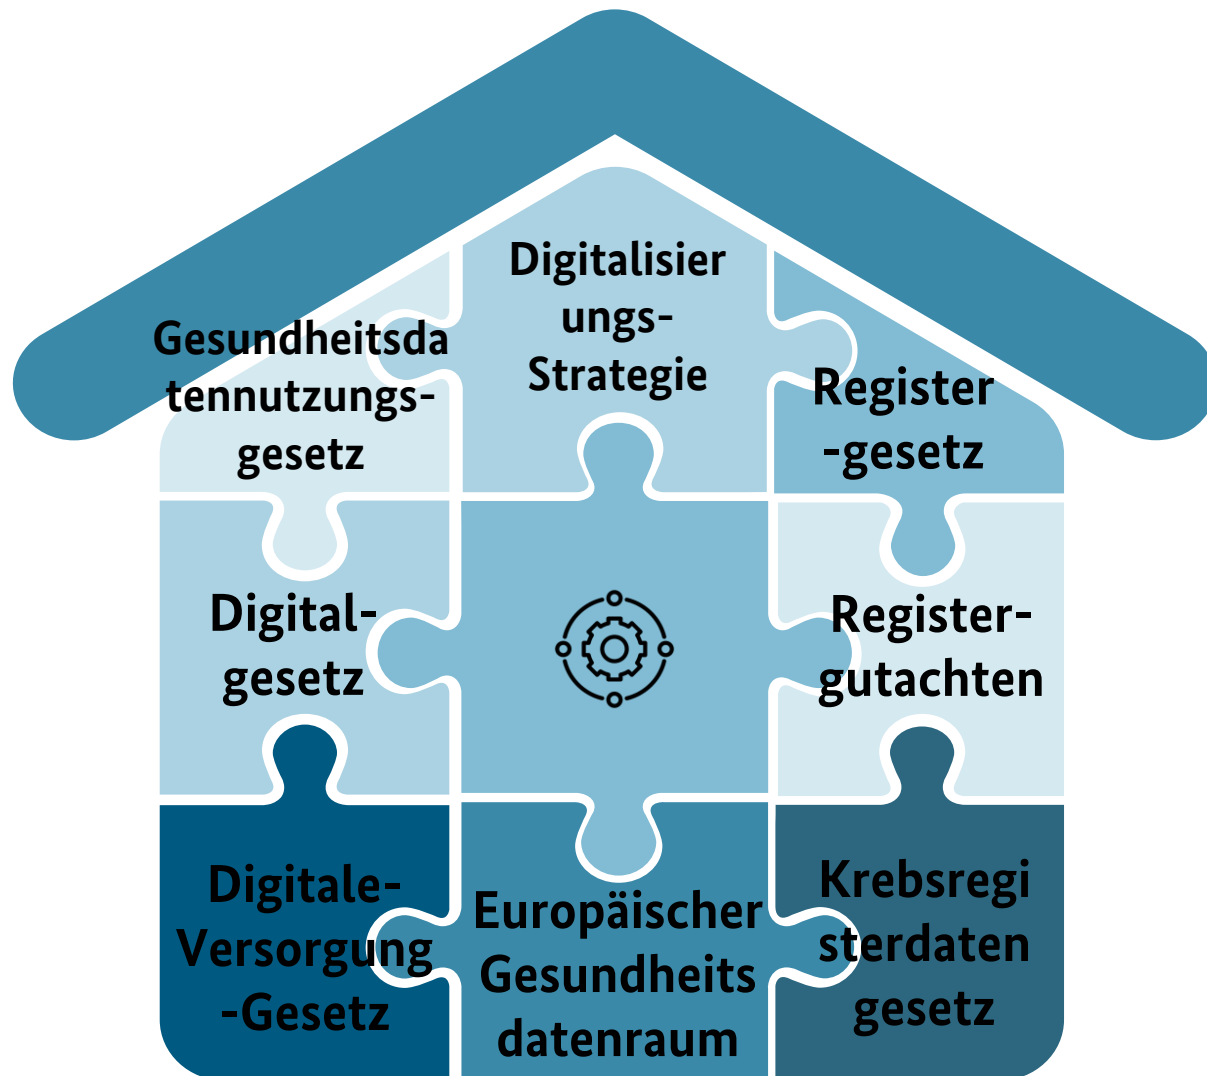 Digitalisier
ungs-
Strategie
Gesundheitsda
tennutzungs-
gesetz
Register
-gesetz
Digital-
gesetz
Register-
gutachten
Digitale-
Versorgung
-Gesetz
Europäischer
Gesundheits
datenraum
Krebsregi
sterdaten
gesetz